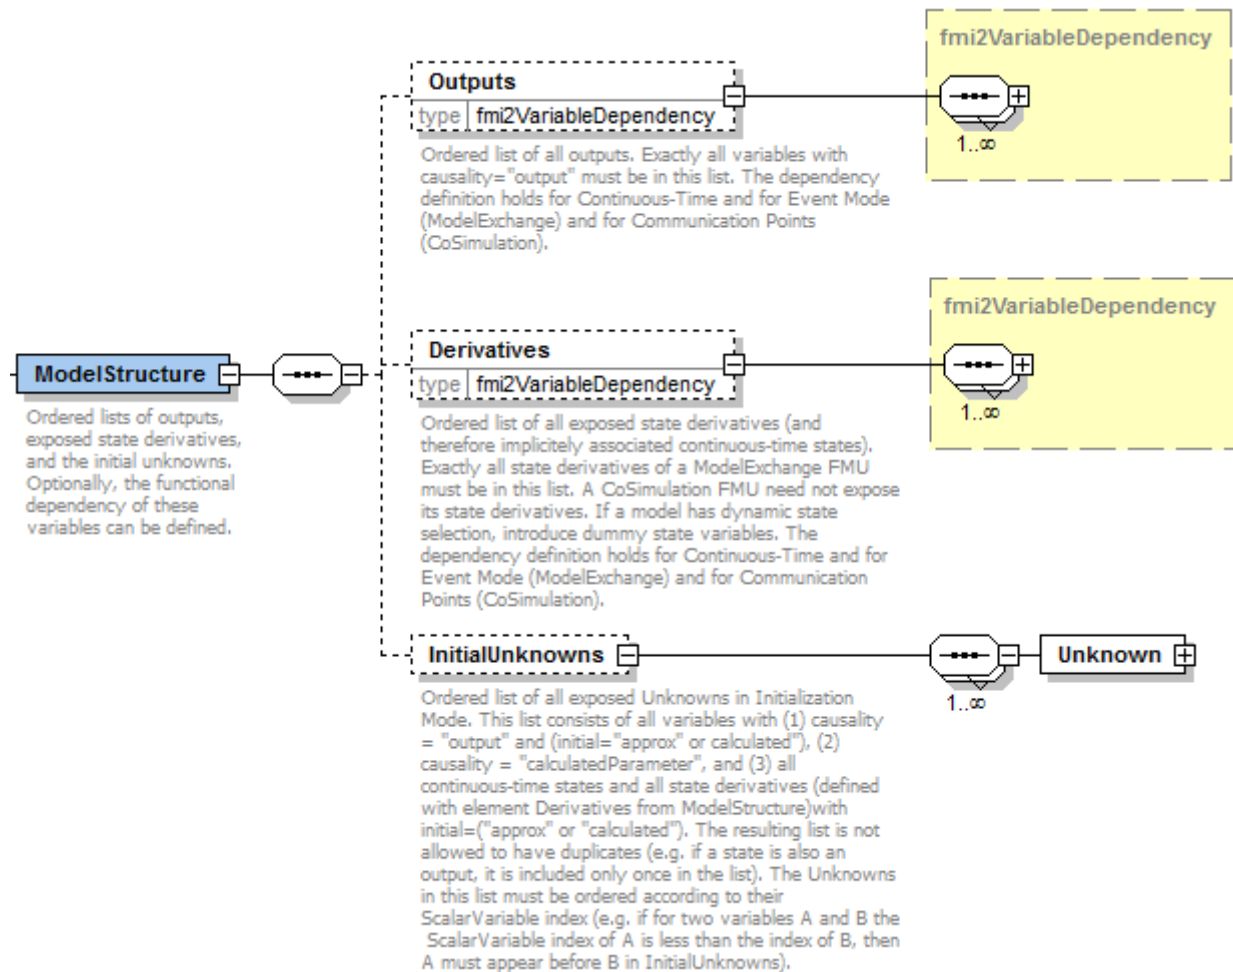 fmi2VariableDependency
Outputs
type fmi2VariableDependency
1..∞
Ordered list of all outputs. Exactly all variables with
causality="output" must be in this list. The dependency
definition holds for Continuous-Time and for Event Mode
(ModelExchange) and for Communication Points
(CoSimulation).
fmi2VariableDependency
Derivatives
type fmi2VariableDependency
1..∞
Ordered list of all exposed state derivatives (and
therefore implicitely associated continuous-time states).
Exactly all state derivatives of a ModelExchange FMU
must be in this list. A CoSimulation FMU need not expose
its state derivatives. If a model has dynamic state
selection, introduce dummy state variables. The
dependency definition holds for Continuous-Time and for
Event Mode (ModelExchange) and for Communication
Points (CoSimulation).
ModelStructure
Ordered lists of outputs,
exposed state derivatives,
and the initial unknowns.
Optionally, the functional
dependency of these
variables can be defined.
InitialUnknowns
Unknown
1..∞
Ordered list of all exposed Unknowns in Initialization
Mode. This list consists of all variables with (1) causality
= "output" and (initial="approx" or calculated"), (2)
causality = "calculatedParameter", and (3) all
continuous-time states and all state derivatives (defined
with element Derivatives from ModelStructure)with
initial=("approx" or "calculated"). The resulting list is not
allowed to have duplicates (e.g. if a state is also an
output, it is included only once in the list). The Unknowns
in this list must be ordered according to their
ScalarVariable index (e.g. if for two variables A and B the
ScalarVariable index of A is less than the index of B, then
A must appear before B in InitialUnknowns).